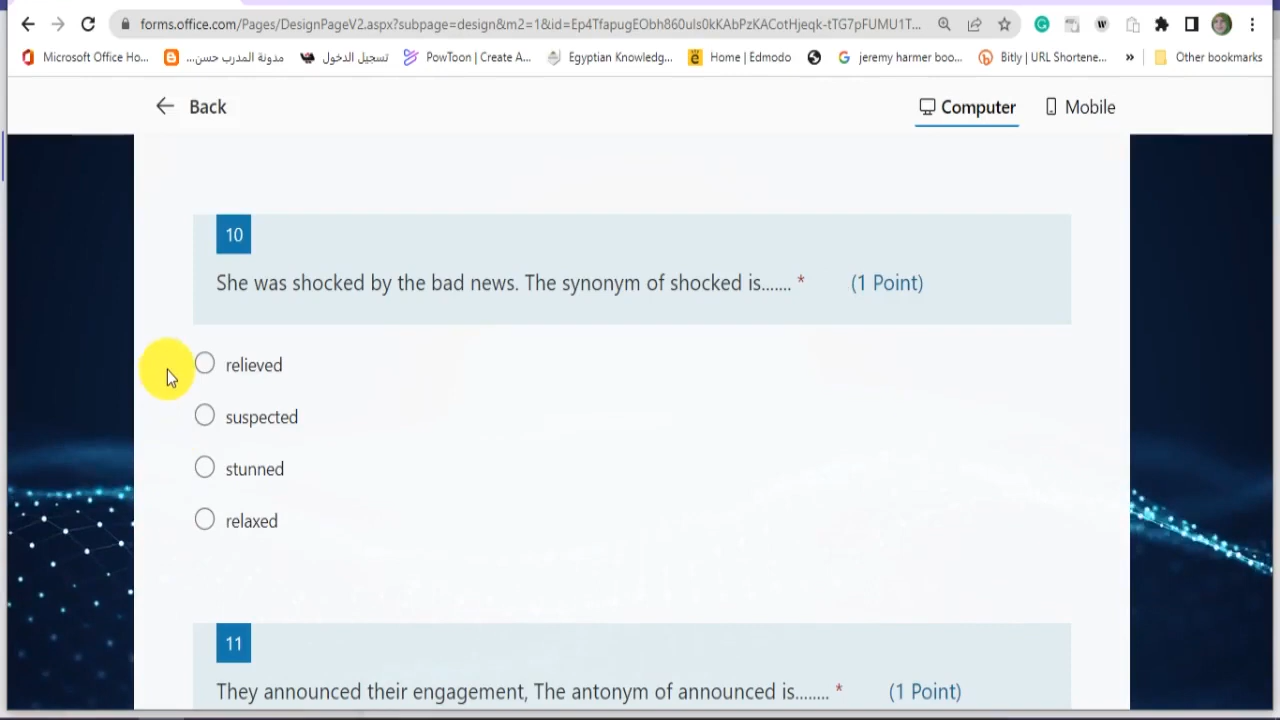 forms.office.com/Pages/DesignPageV2.aspx?subpage=design&m2=1&id=Ep4TfapugEObh860uls0kKAePzKACotHjeqk-tTG7pFUMU1T...
Microsoft Office Ho... مدونة المدرب حسن... تسجيل الدخول PowToon | Create A... Egyptian Knowledg... Home | Edmodo jeremy harmer boo... Bitly | URL Shortene... » Other bookmarks
Back Computer Mobile
10
She was shocked by the bad news. The synonym of shocked is....... * (1 Point)
relieved
suspected
stunned
relaxed
11
They announced their engagement, The antonym of announced is........ * (1 Point)